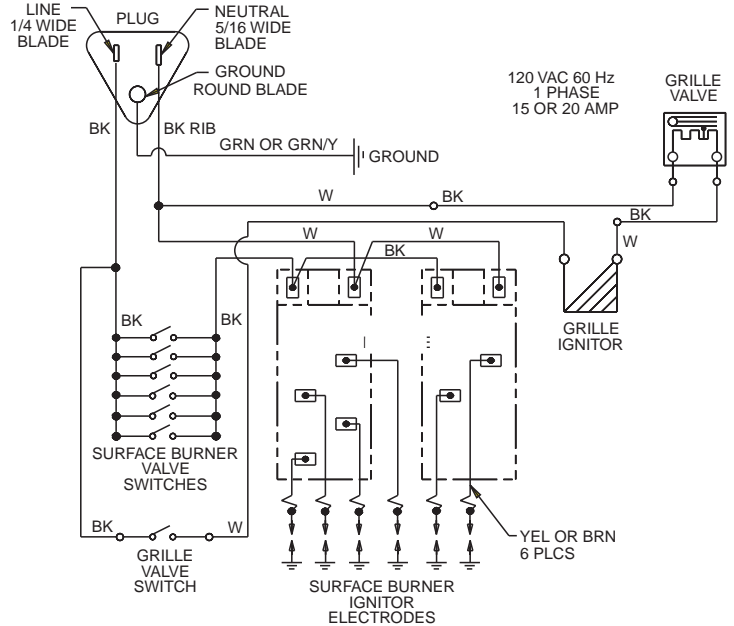 LINE
1/4 WIDE
BLADE
PLUG
NEUTRAL
5/16 WIDE
BLADE
GROUND
ROUND BLADE
120 VAC 60 Hz
1 PHASE
15 OR 20 AMP
GRILLE
VALVE
BK
BK RIB
GRN OR GRN/Y
GROUND
W
BK
BK
W
W
W
BK
BK
BK
GRILLE
IGNITOR
SURFACE BURNER
VALVE
SWITCHES
BK
W
GRILLE
VALVE
SWITCH
YEL OR BRN
6 PLCS
SURFACE BURNER
IGNITOR
ELECTRODES